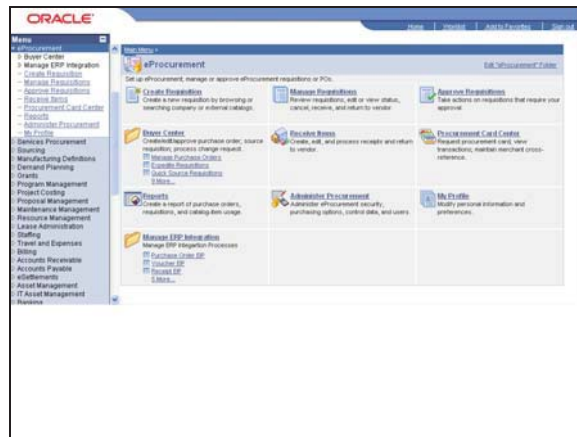 ORACLE
Home | Worklist | Add to Favorites | Sign out
Menu
eProcurement
Buyer Center
Manage ERP Integration
Create Requisition
Manage Requisitions
Approve Requisitions
Receive Items
Procurement Card Center
Reports
Administer Procurement
My Profile
Services Procurement
Sourcing
Manufacturing Definitions
Demand Planning
Grants
Program Management
Project Costing
Proposal Management
Maintenance Management
Resource Management
Lease Administration
Staffing
Travel and Expenses
Billing
Accounts Receivable
Accounts Payable
eSettlements
Asset Management
IT Asset Management
Banking
Main Menu >
eProcurement
Edit "eProcurement" Folder
Set up eProcurement; manage or approve eProcurement requisitions or POs.
Create Requisition
Create a new requisition by browsing or
searching company or external catalogs.
Manage Requisitions
Review requisitions, edit or view status,
cancel, receive, and return to vendor.
Approve Requisitions
Take actions on requisitions that require your
approval
Buyer Center
Create/edit/approve purchase order; source
requisition; process change request.
Manage Purchase Orders
Expedite Requisitions
Quick Source Requisitions
9 More...
Receive Items
Create, edit, and process receipts and return
to vendor.
Procurement Card Center
Request procurement card, view
transactions, maintain merchant cross-
reference.
Reports
Create a report of purchase orders,
requisitions, and catalog-item usage.
Administer Procurement
Administer eProcurement security,
purchasing options, control data, and users.
My Profile
Modify personal information and
preferences.
Manage ERP Integration
Manage ERP Integration Processes
Purchase Order EIP
Voucher EIP
Receipt EIP